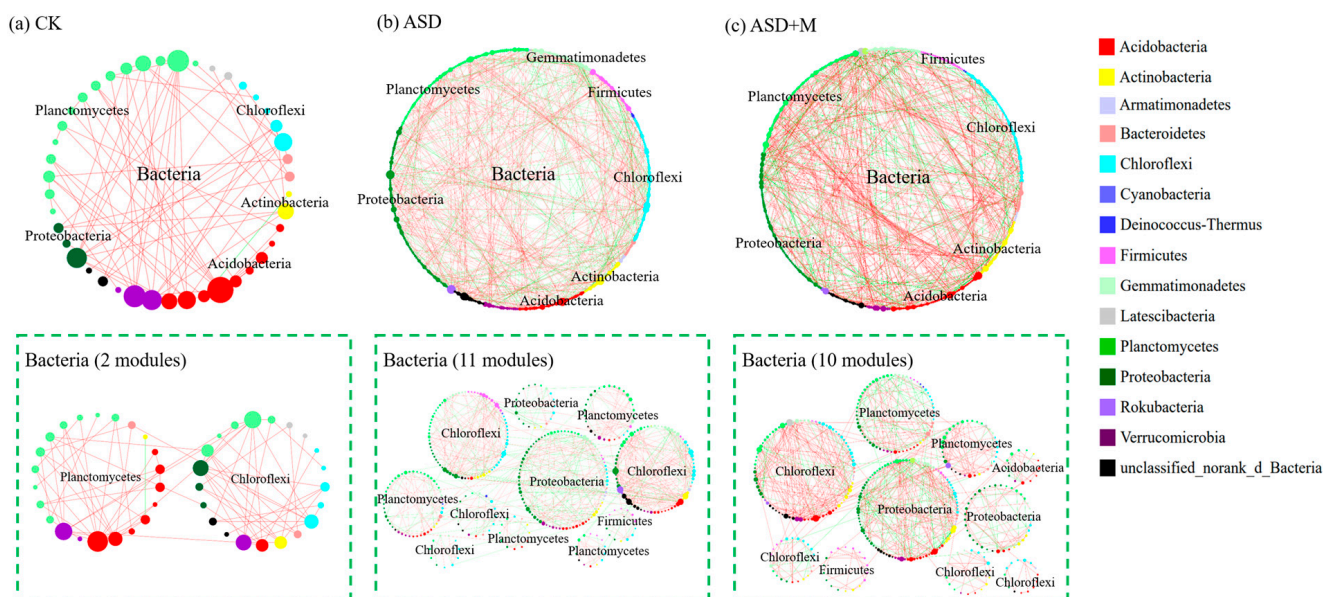 (a) CK
Planctomycetes
Chloroflexi
Bacteria
Actinobacteria
Proteobacteria
Acidobacteria
(b) ASD
Gemmatimonadetes
Planctomycetes
Firmicutes
Bacteria
Chloroflexi
Proteobacteria
Actinobacteria
Acidobacteria
(c) ASD+M
Firmicutes
Planctomycetes
Chloroflexi
Bacteria
Proteobacteria
Actinobacteria
Acidobacteria
Acidobacteria
Actinobacteria
Armatimonadetes
Bacteroidetes
Chloroflexi
Cyanobacteria
Deinococcus-Thermus
Firmicutes
Gemmatimonadetes
Latescibacteria
Planctomycetes
Proteobacteria
Rokubacteria
Verrucomicrobia
unclassified_norank_d_Bacteria
Bacteria (2 modules)
Planctomycetes
Chloroflexi
Bacteria (11 modules)
Proteobacteria
Planctomycetes
Chloroflexi
Chloroflexi
Proteobacteria
Planctomycetes
Chloroflexi
Firmicutes
Planctomycetes
Chloroflexi
Planctomycetes
Bacteria (10 modules)
Planctomycetes
Planctomycetes
Chloroflexi
Acidobacteria
Proteobacteria
Proteobacteria
Chloroflexi
Firmicutes
Chloroflexi
Chloroflexi